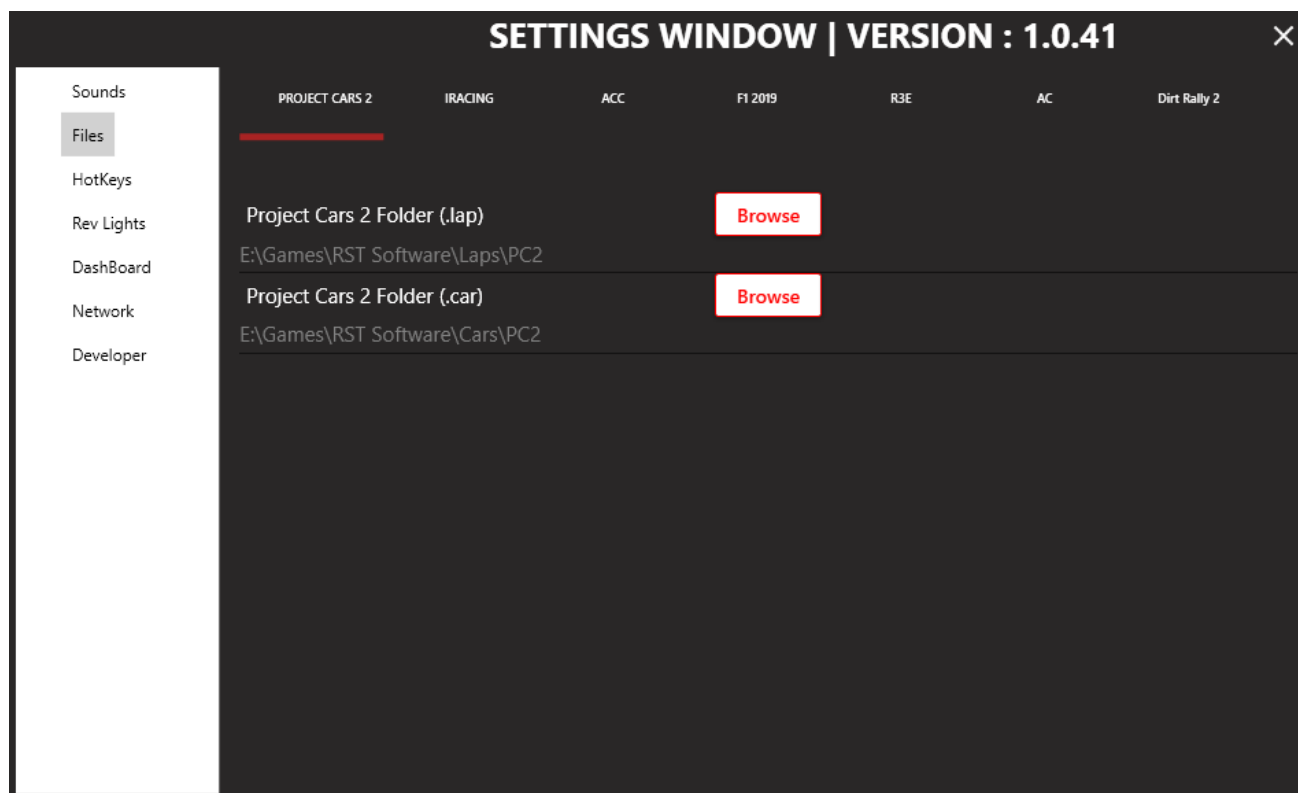 SETTINGS WINDOW | VERSION : 1.0.41
Sounds
Files
HotKeys
Rev Lights
DashBoard
Network
Developer
PROJECT CARS 2 IRACING ACC F1 2019 R3E AC Dirt Rally 2
Project Cars 2 Folder (.lap) Browse
E:\Games\RST Software\Laps\PC2
Project Cars 2 Folder (.car) Browse
E:\Games\RST Software\Cars\PC2